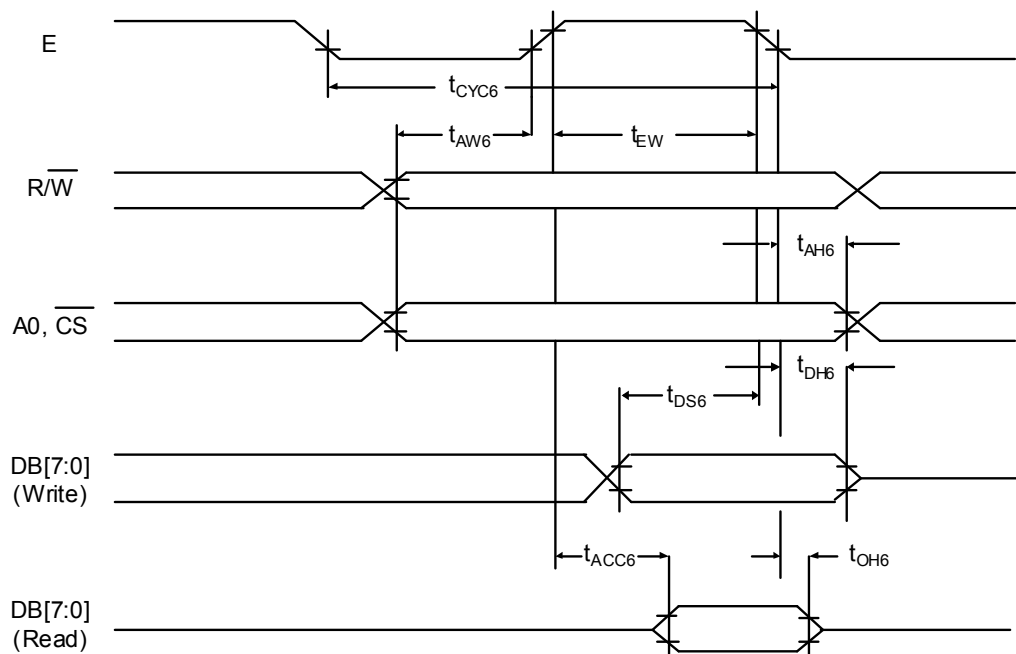 E
tCYC6
tAW6
tEW
R/W
tAH6
A0, CS
tDH6
tDS6
DB[7:0]
(Write)
tACC6
tOH6
DB[7:0]
(Read)